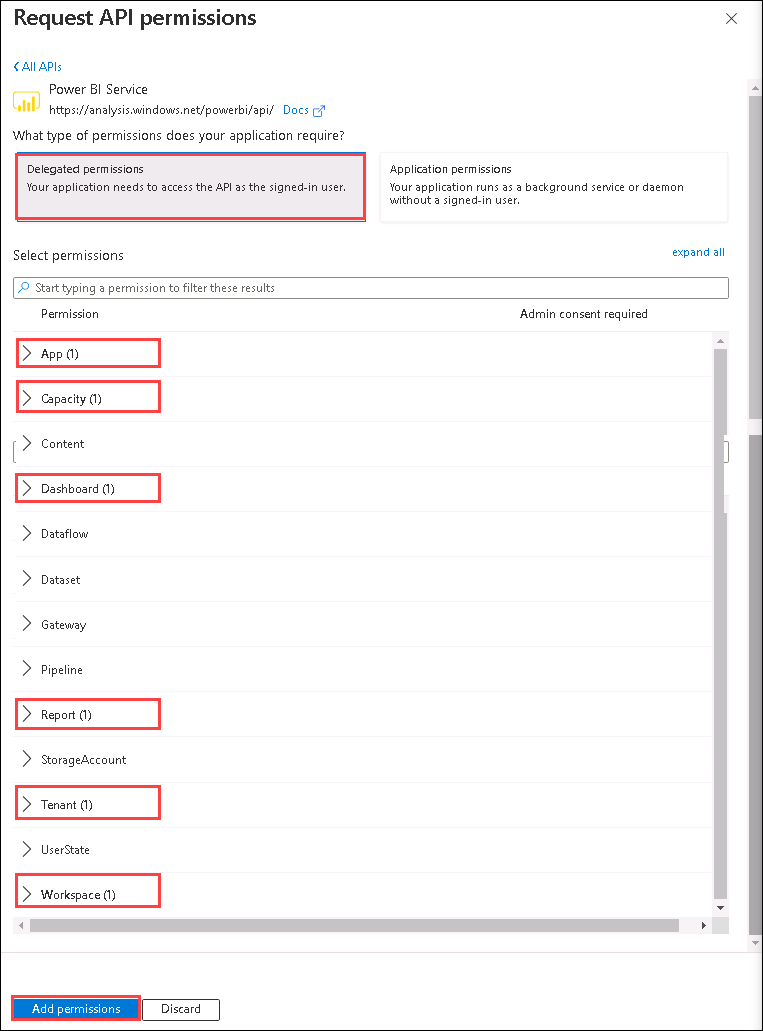 Request API permissions
All APIs
Power BI Service
https://analysis.windows.net/powerbi/api/ Docs
What type of permissions does your application require?
Delegated permissions
Your application needs to access the API as the signed-in user.
Application permissions
Your application runs as a background service or daemon
without a signed-in user.
Select permissions
expand all
Start typing a permission to filter these results
Permission
Admin consent required
App (1)
Capacity (1)
Content
Dashboard (1)
Dataflow
Dataset
Gateway
Pipeline
Report (1)
StorageAccount
Tenant (1)
UserState
Workspace (1)
Add permissions
Discard